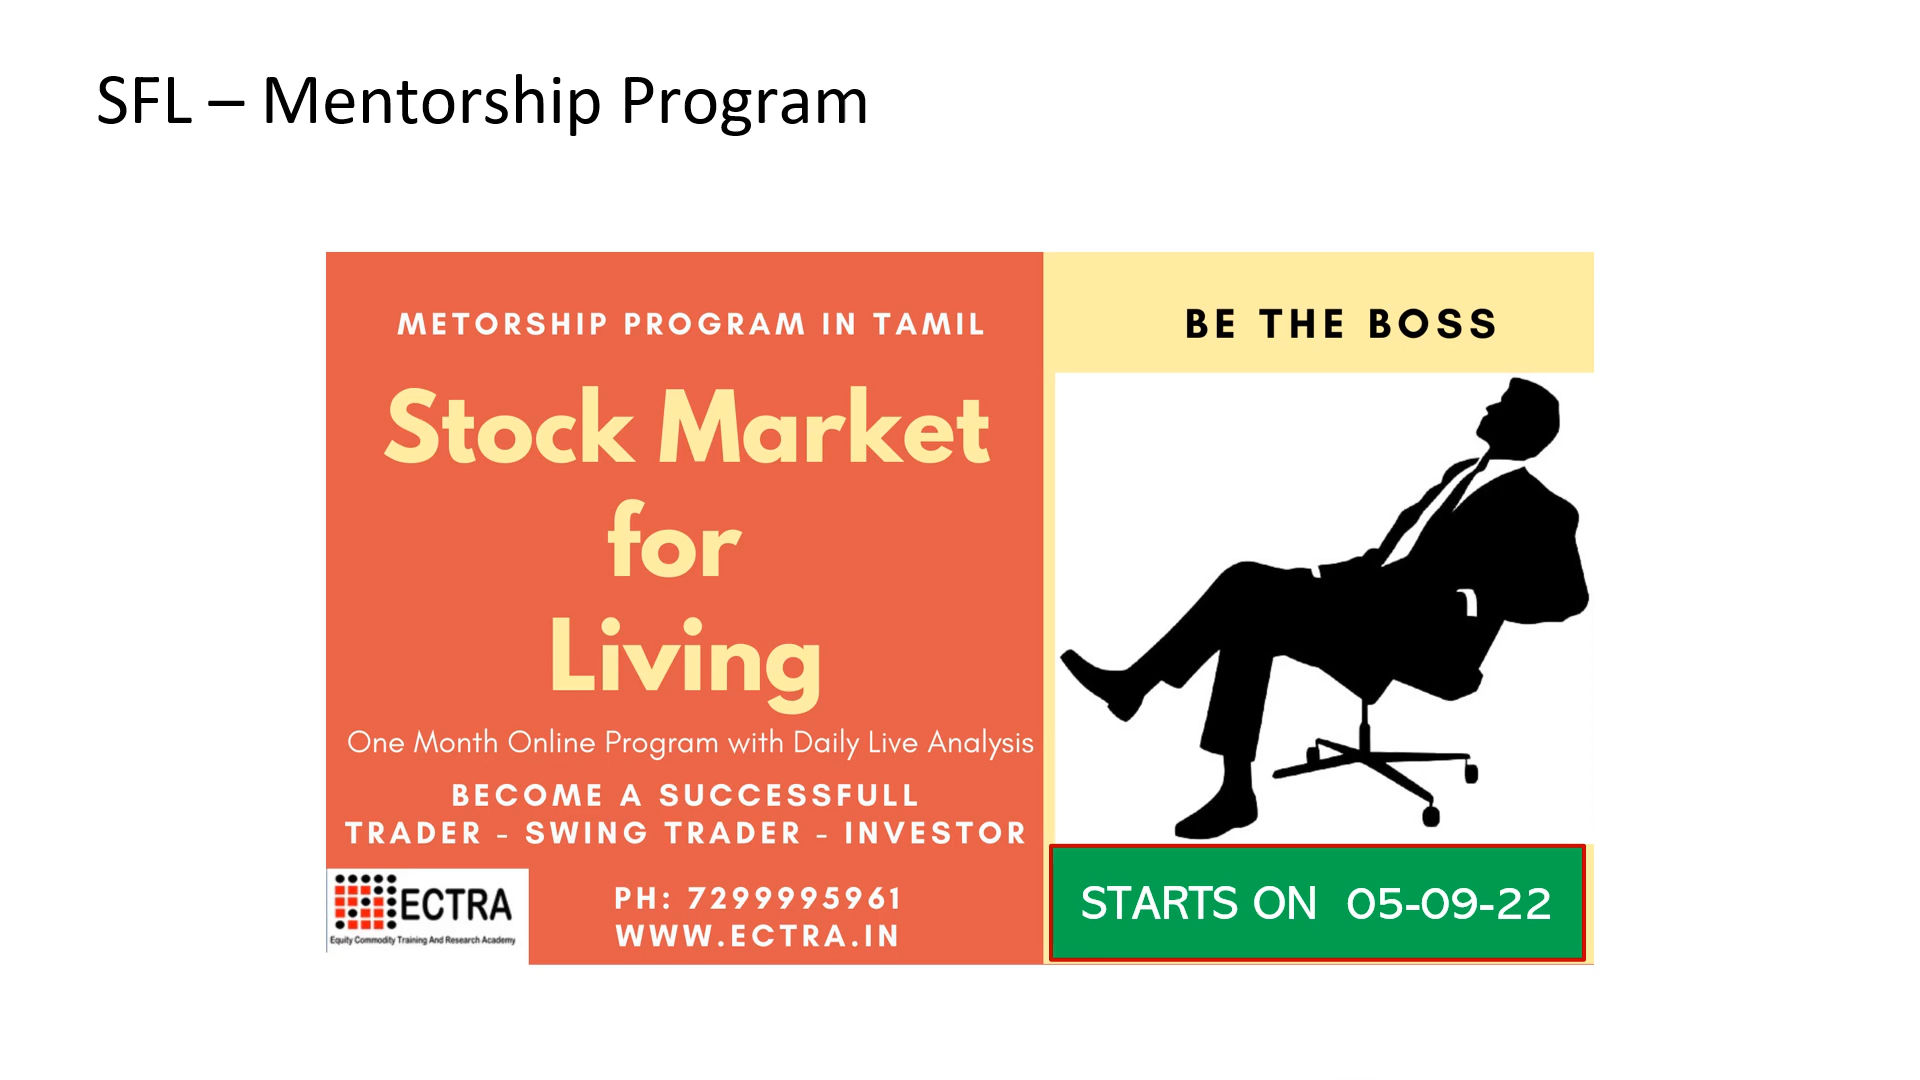 SFL – Mentorship Program
METORSHIP PROGRAM IN TAMIL
Stock Market
for
Living
One Month Online Program with Daily Live Analysis
BECOME A SUCCESSFULL
TRADER - SWING TRADER - INVESTOR
ECTRA
Equity Commodity Training And Research Academy
PH: 7299995961
WWW.ECTRA.IN
BE THE BOSS
STARTS ON 05-09-22